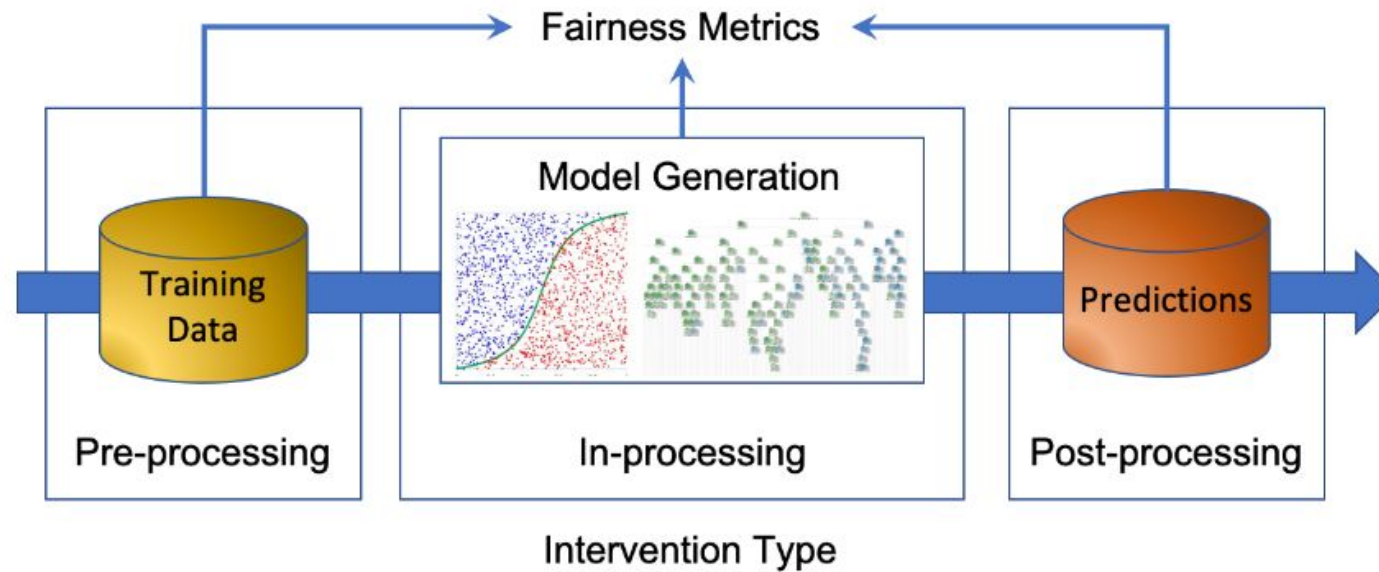 Fairness Metrics
Model Generation
Training
Data
Predictions
Pre-processing
In-processing
Post-processing
Intervention Type